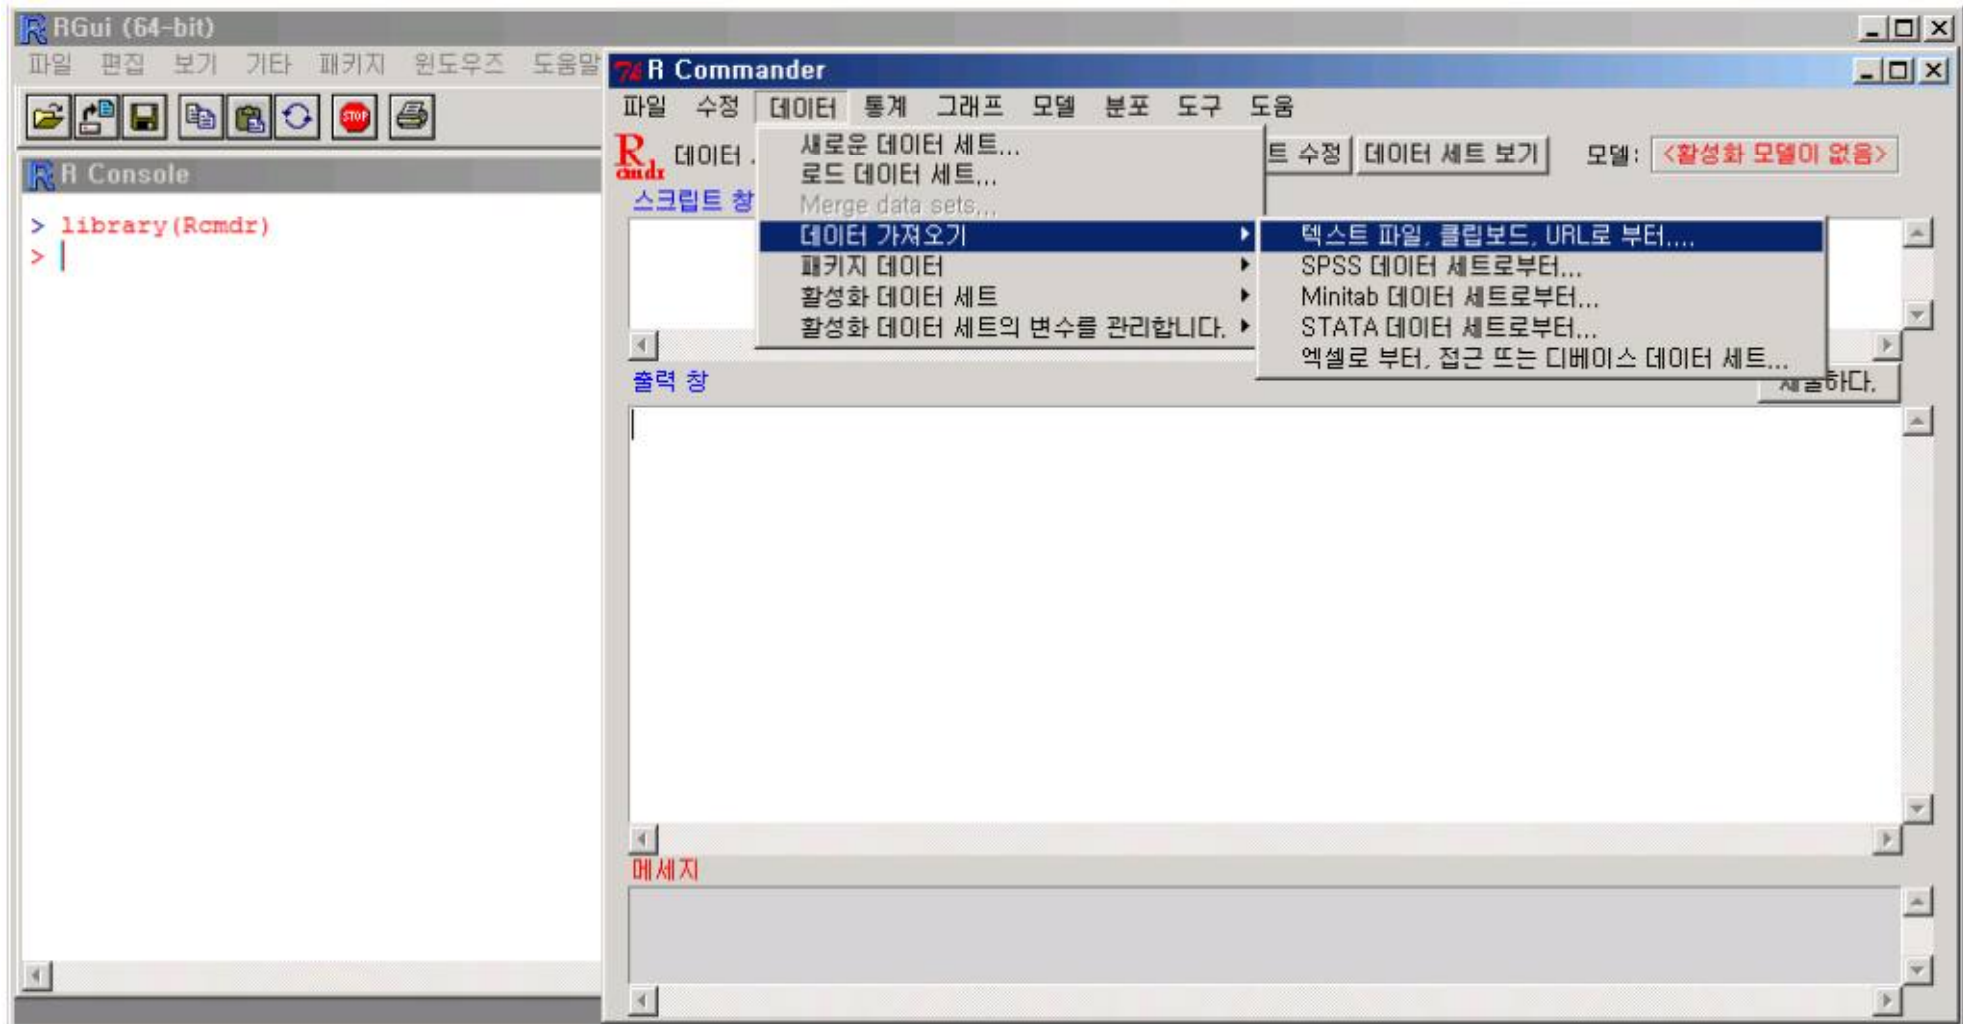 RGui (64-bit)
파일 편집 보기 기타 패키지 윈도우즈 도움말
STOP
R Console
> library(Rcmdr)
>
R Commander
파일 수정 데이터 통계 그래프 모델 분포 도구 도움
Rcmdr 데이터 트 수정 데이터 세트 보기 모델: <활성화 모델이 없음>
새로운 데이터 세트...
로드 데이터 세트...
Merge data sets...
데이터 가져오기
패키지 데이터
활성화 데이터 세트
활성화 데이터 세트의 변수를 관리합니다.
텍스트 파일, 클립보드, URL로 부터....
SPSS 데이터 세트로부터...
Minitab 데이터 세트로부터...
STATA 데이터 세트로부터...
엑셀로 부터, 접근 또는 디베이스 데이터 세트...
스크립트 창
출력 창
메세지